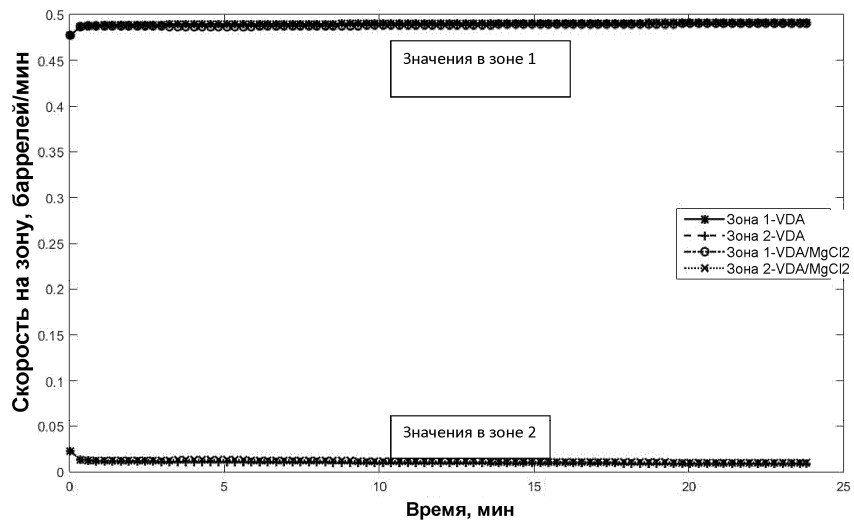 0.5
0.45
0.4
0.35
0.3
0.25
0.2
0.15
0.1
0.05
0
Скорость на зону, баррелей/мин
Значения в зоне 1
Зона 1-VDA
Зона 2-VDA
Зона 1-VDA/MgCl2
Зона 2-VDA/MgCl2
Значения в зоне 2
0 5 10 15 20 25
Время, мин